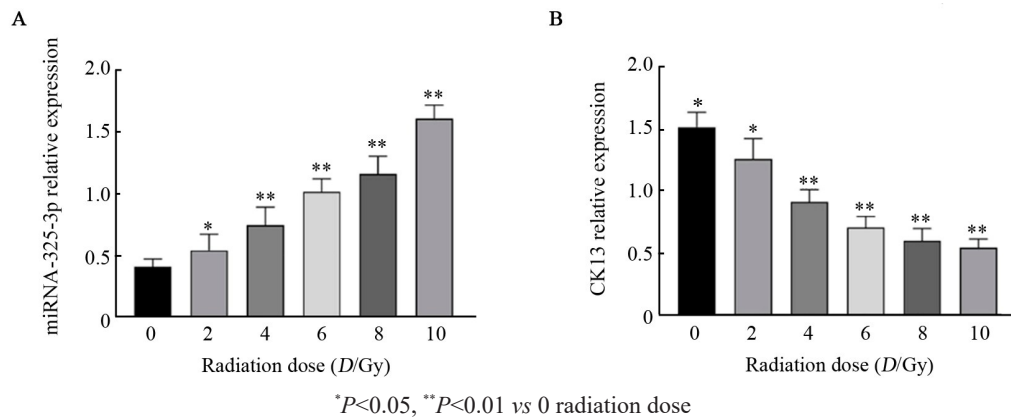 A
miRNA-325-3p relative expression
2.0
1.5
1.0
0.5
0
*
**
**
**
**
0 2 4 6 8 10
Radiation dose (D/Gy)
B
CK13 relative expression
2.0
1.5
1.0
0.5
0
*
*
**
**
**
**
0 2 4 6 8 10
Radiation dose (D/Gy)
*P<0.05, **P<0.01 vs 0 radiation dose